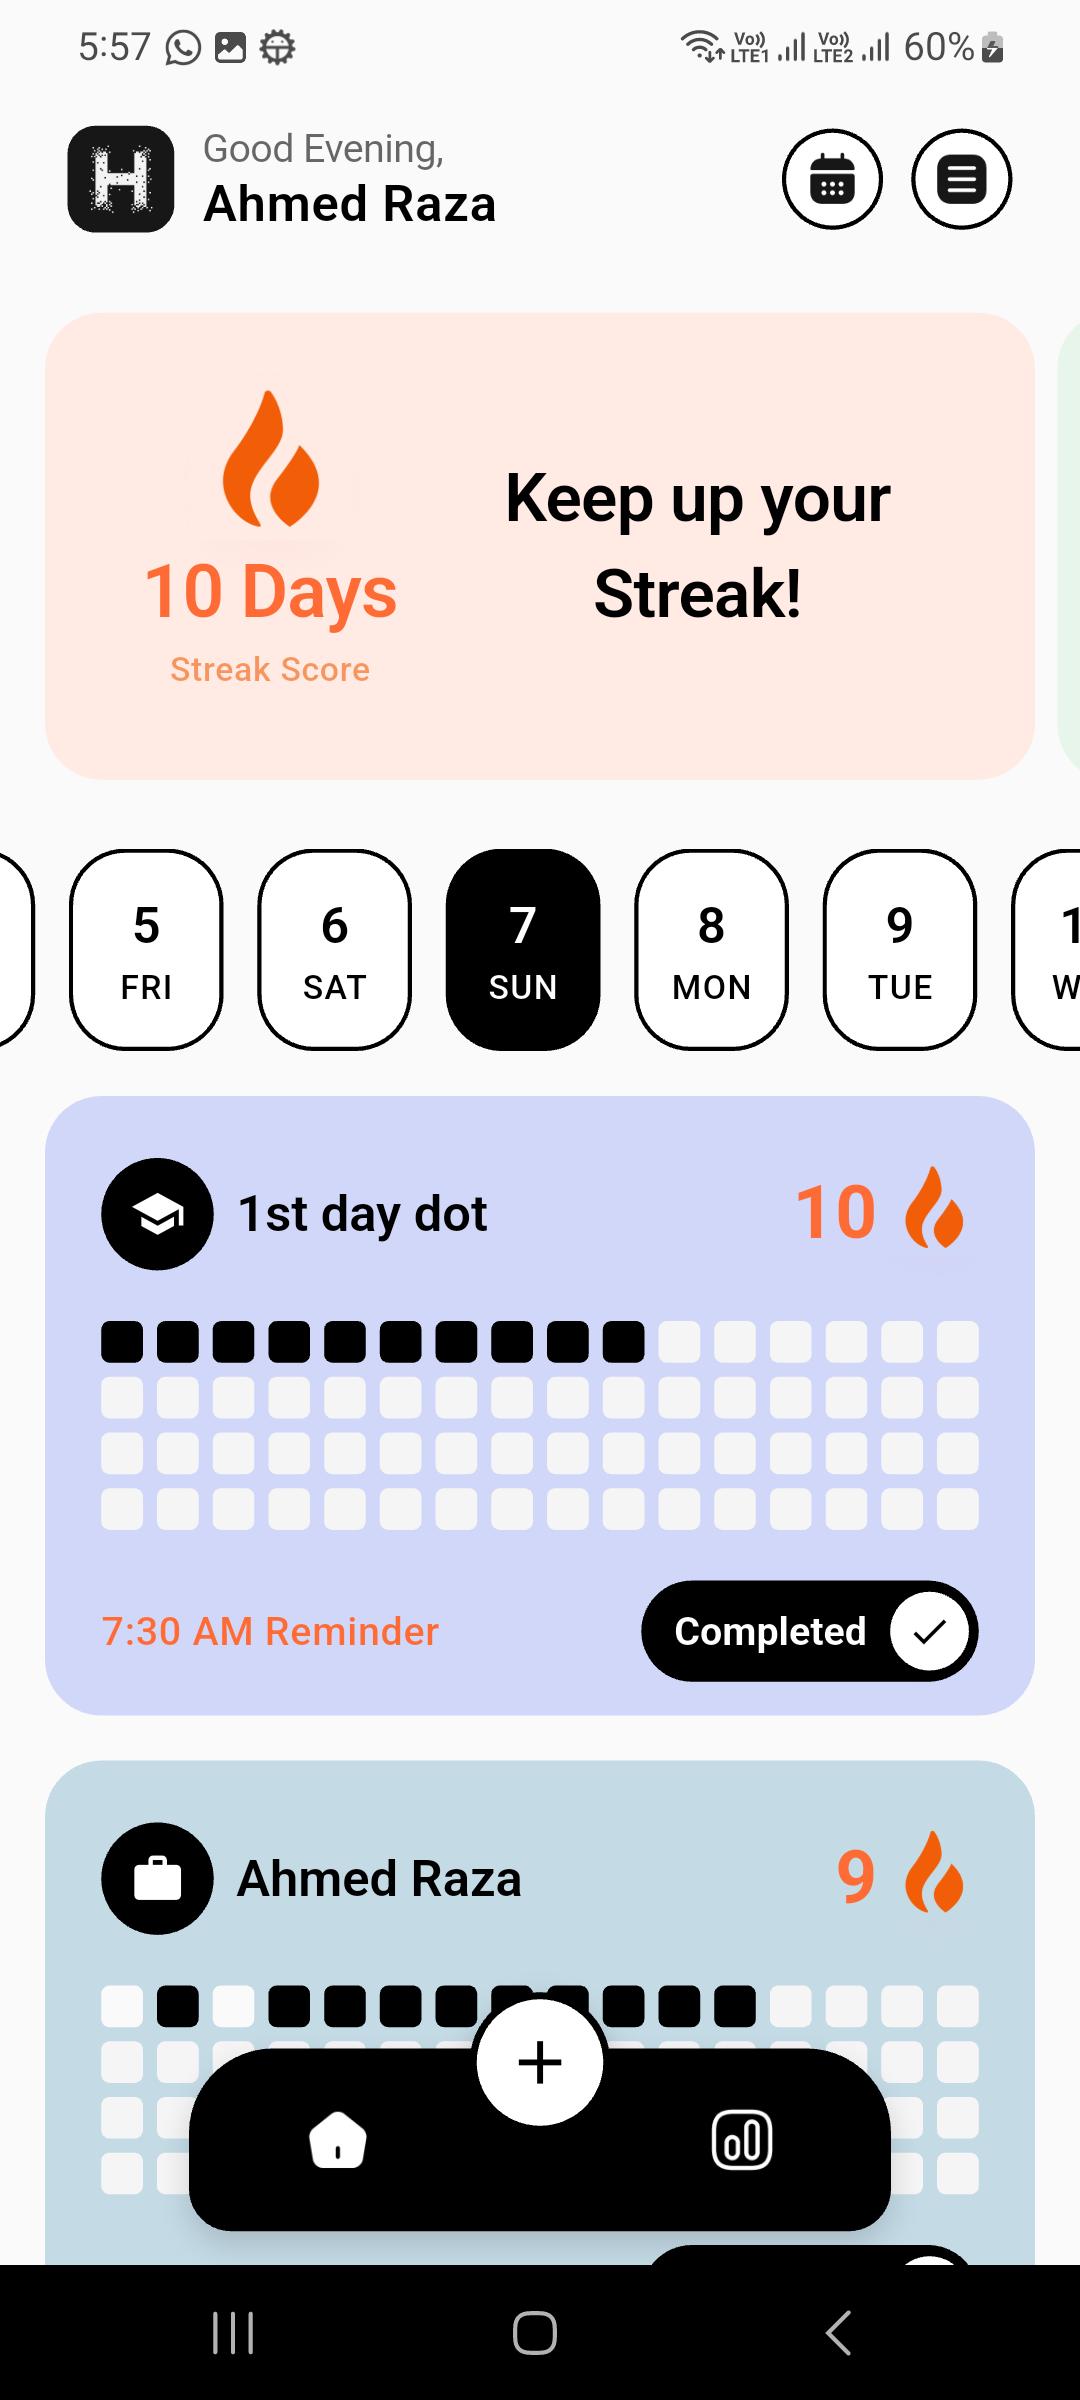 5:57
Vo)) LTE1
Vo)) LTE2
60%
H
Good Evening,
Ahmed Raza
10 Days
Streak Score
Keep up your
Streak!
5
FRI
6
SAT
7
SUN
8
MON
9
TUE
1
W
1st day dot
10
7:30 AM Reminder
Completed
Ahmed Raza
9